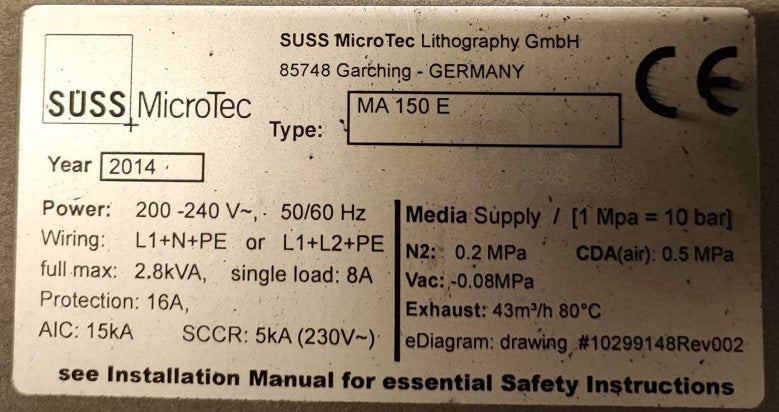 SUSS MicroTec Lithography GmbH
85748 Garching - GERMANY
CE
SUSS MicroTec
Type: MA 150 E
Year 2014
Power: 200 -240 V~, 50/60 Hz
Wiring: L1+N+PE or L1+L2+PE
full max: 2.8kVA, single load: 8A
Protection: 16A,
AIC: 15kA SCCR: 5kA (230V~)
Media Supply / [1 Mpa = 10 bar]
N2: 0.2 MPa CDA(air): 0.5 MPa
Vac: -0.08MPa
Exhaust: 43m³/h 80°C
eDiagram: drawing #10299148Rev002
see Installation Manual for essential Safety Instructions